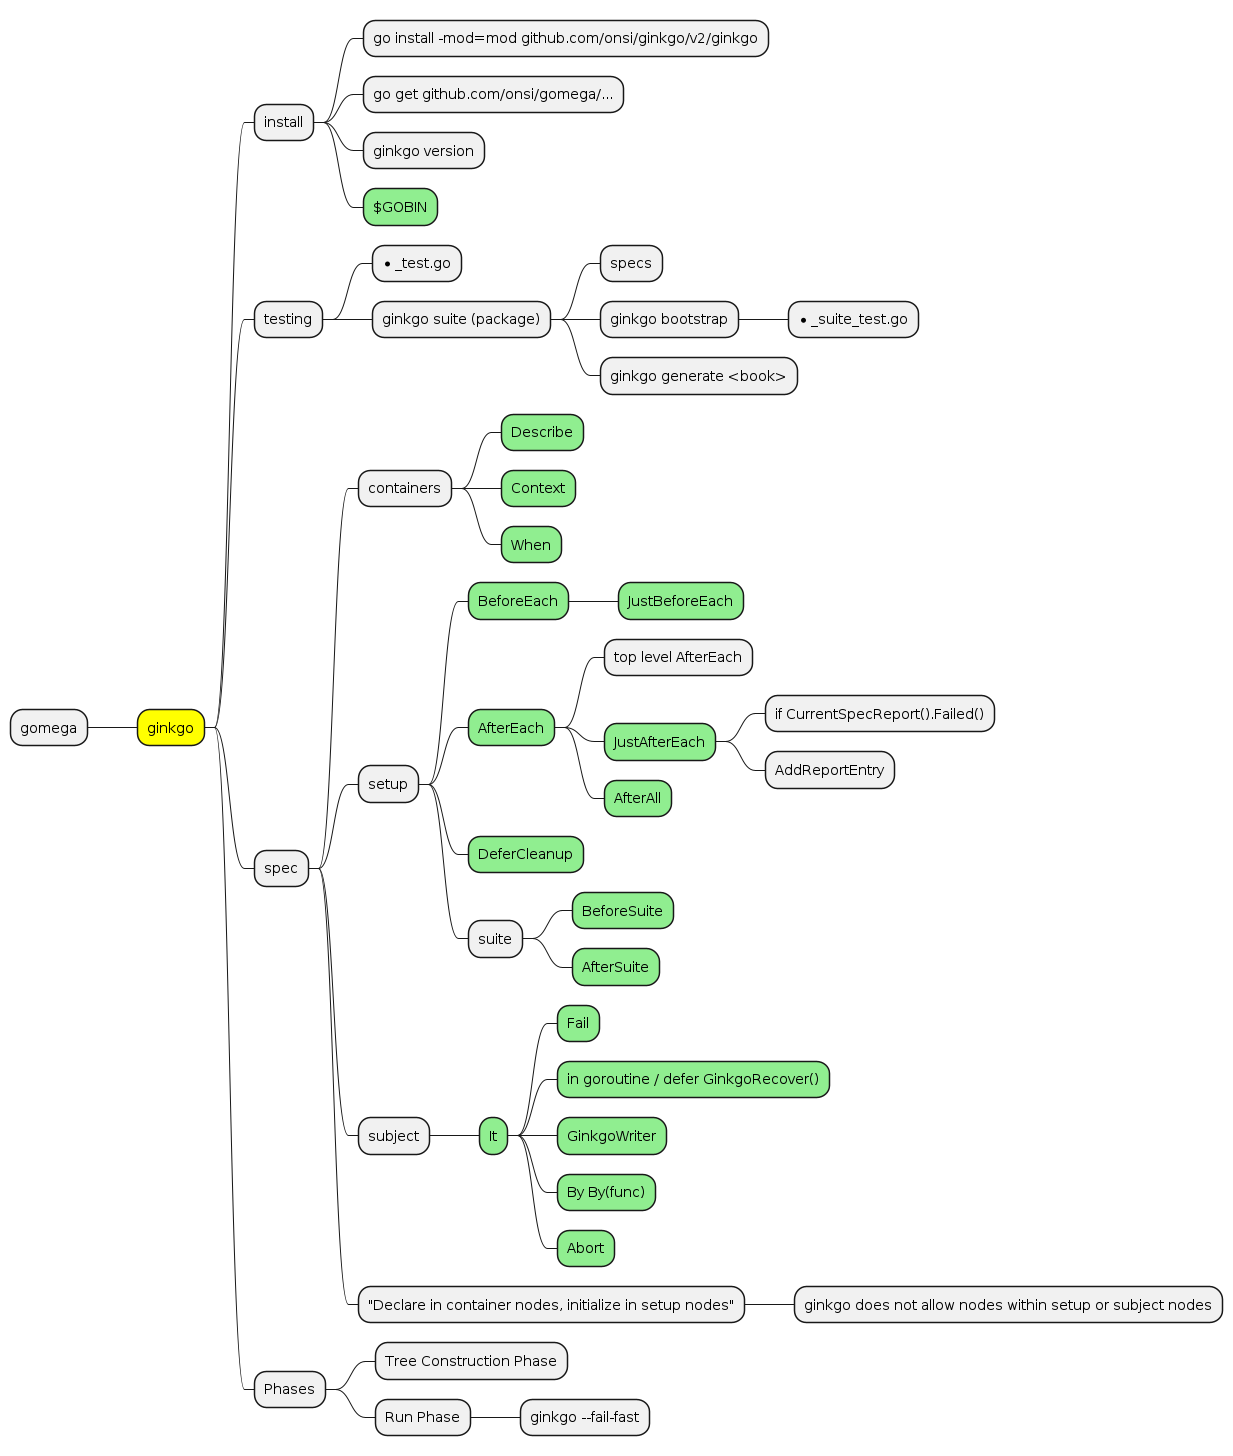 go install -mod=mod github.com/onsi/ginkgo/v2/ginkgo
go get github.com/onsi/gomega/...
install
ginkgo version
$GOBIN
• _test.go
specs
testing
ginkgo suite (package)
ginkgo bootstrap
• _suite_test.go
ginkgo generate <book>
Describe
containers
Context
When
BeforeEach
JustBeforeEach
top level AfterEach
gomega
ginkgo
AfterEach
JustAfterEach
if CurrentSpecReport().Failed()
AddReportEntry
setup
AfterAll
DeferCleanup
spec
suite
BeforeSuite
AfterSuite
Fail
in goroutine / defer GinkgoRecover()
subject
It
GinkgoWriter
By By(func)
Abort
"Declare in container nodes, initialize in setup nodes"
ginkgo does not allow nodes within setup or subject nodes
Tree Construction Phase
Phases
Run Phase
ginkgo --fail-fast